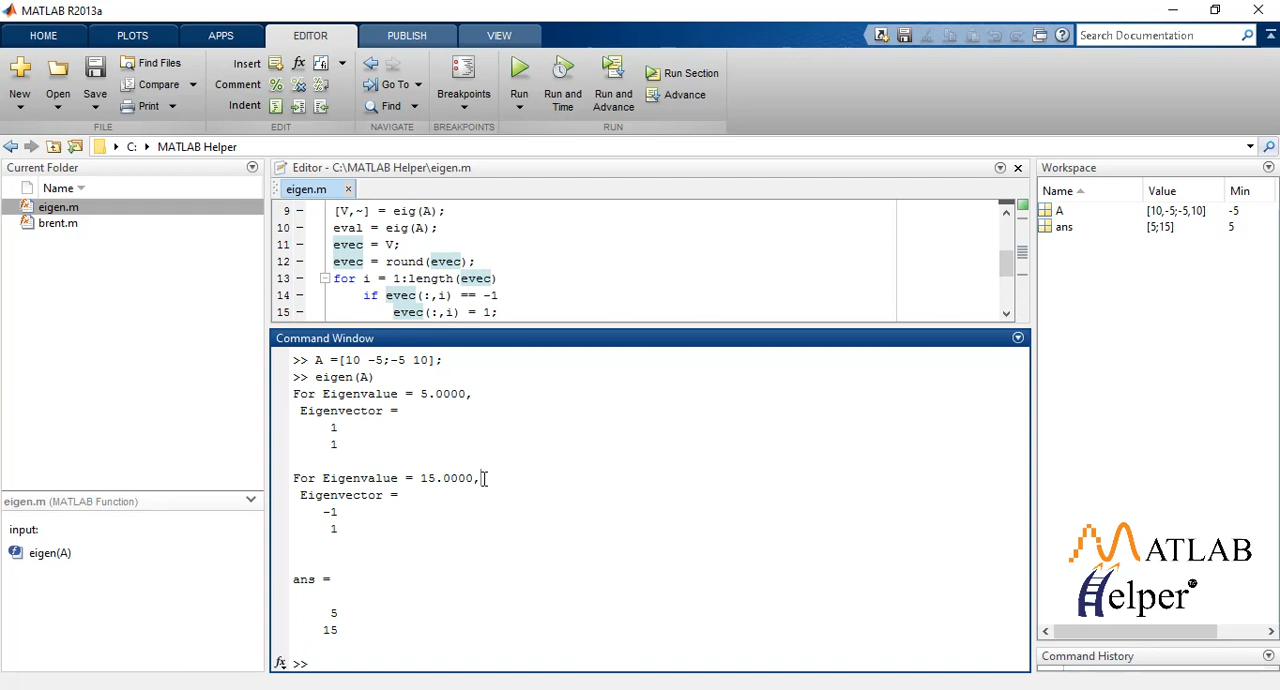 MATLAB R2013a
HOME PLOTS APPS EDITOR PUBLISH VIEW Search Documentation
New Open Save Find Files Compare Print Insert Comment Indent Go To Find Breakpoints Run Run and Time Run and Advance Run Section Advance
FILE EDIT NAVIGATE BREAKPOINTS RUN
C: MATLAB Helper
Current Folder
Name
eigen.m
brent.m
eigen.m (MATLAB Function)
input:
eigen(A)
Editor - C:\MATLAB Helper\eigen.m
eigen.m
9 [V,~] = eig(A);
10 eval = eig(A);
11 evec = V;
12 evec = round(evec);
13 for i = 1:length(evec)
14 if evec(:,i) == -1
15 evec(:,i) = 1;
Command Window
>> A =[10 -5;-5 10];
>> eigen(A)
For Eigenvalue = 5.0000,
Eigenvector =
1
1
For Eigenvalue = 15.0000,
Eigenvector =
-1
1
ans =
5
15
fx >>
Workspace
Name Value Min
A [10,-5;-5,10] -5
ans [5;15] 5
MATLAB
Helper
Command History